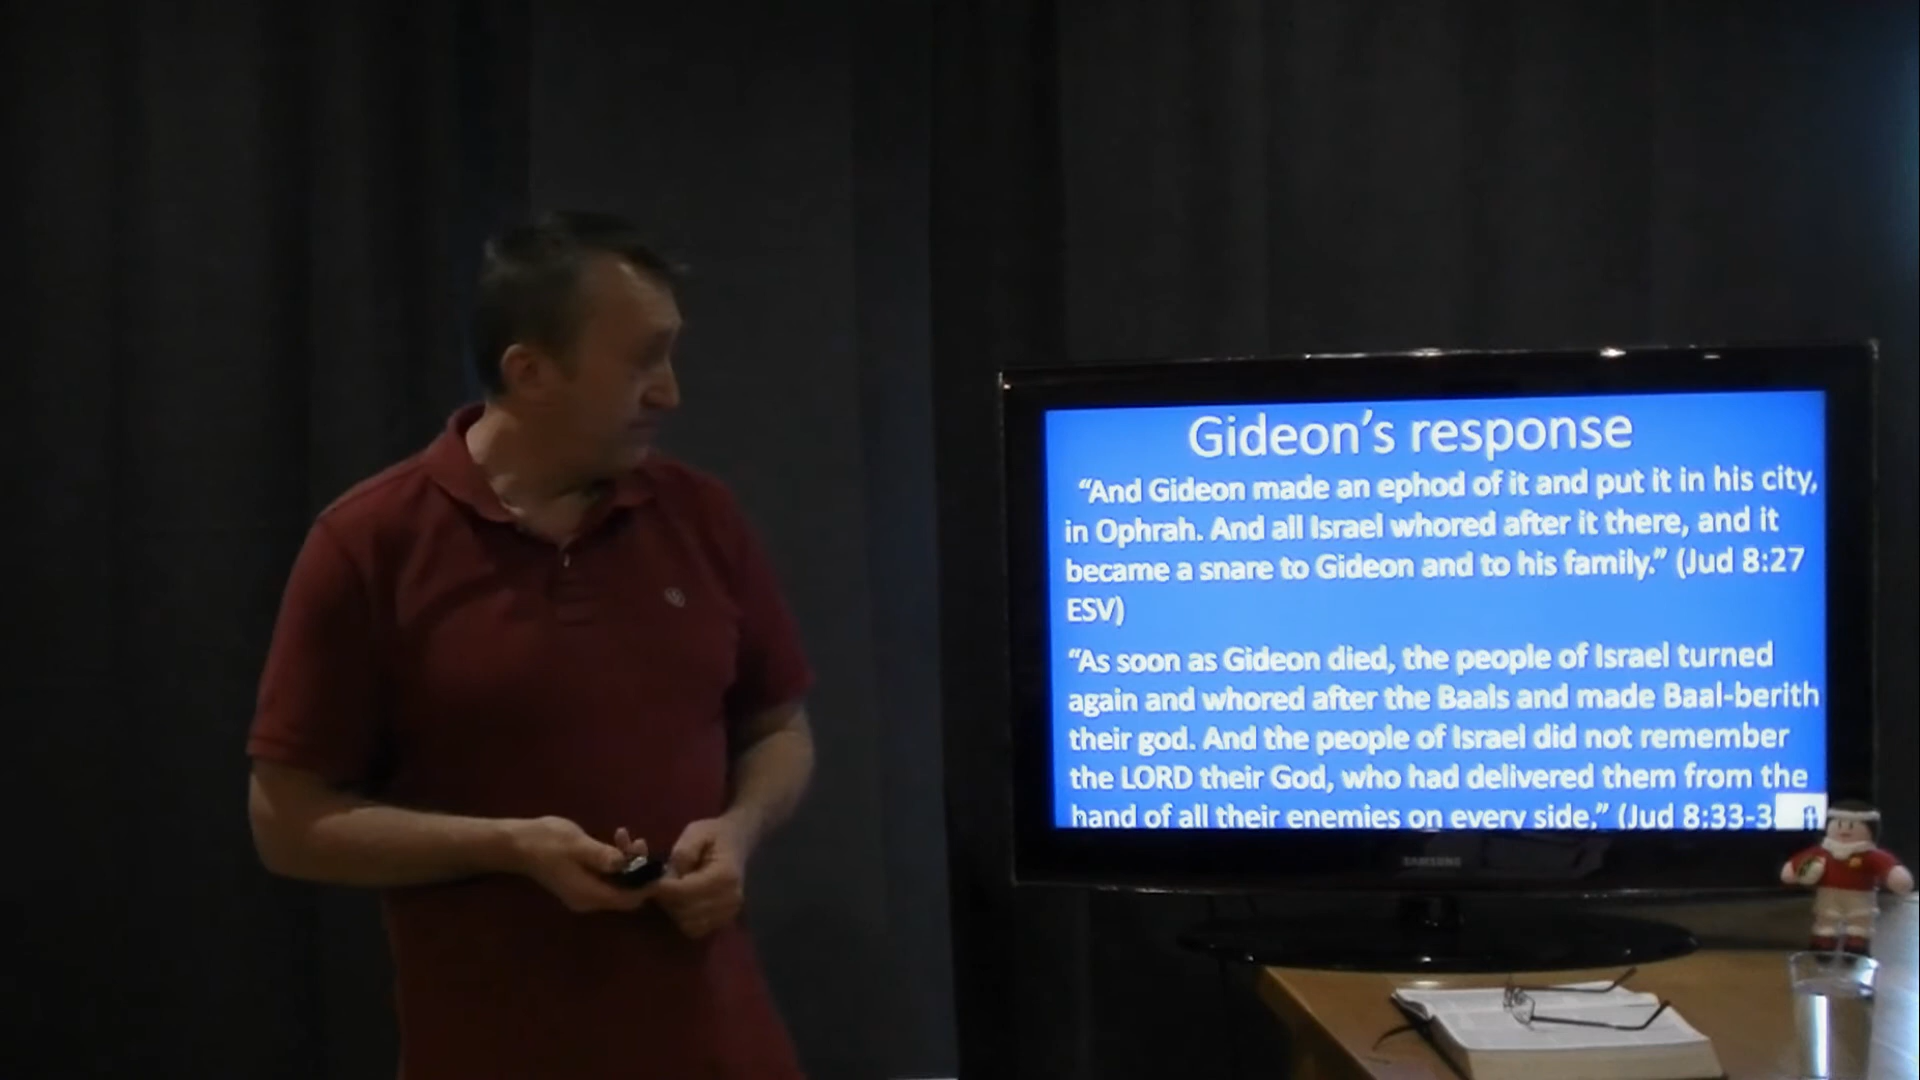 Gideon’s response
“And Gideon made an ephod of it and put it in his city,
in Ophrah. And all Israel whored after it there, and it
became a snare to Gideon and to his family.” (Jud 8:27
ESV)
“As soon as Gideon died, the people of Israel turned
again and whored after the Baals and made Baal-berith
their god. And the people of Israel did not remember
the LORD their God, who had delivered them from the
hand of all their enemies on every side.” (Jud 8:33-3
SAMSUNG